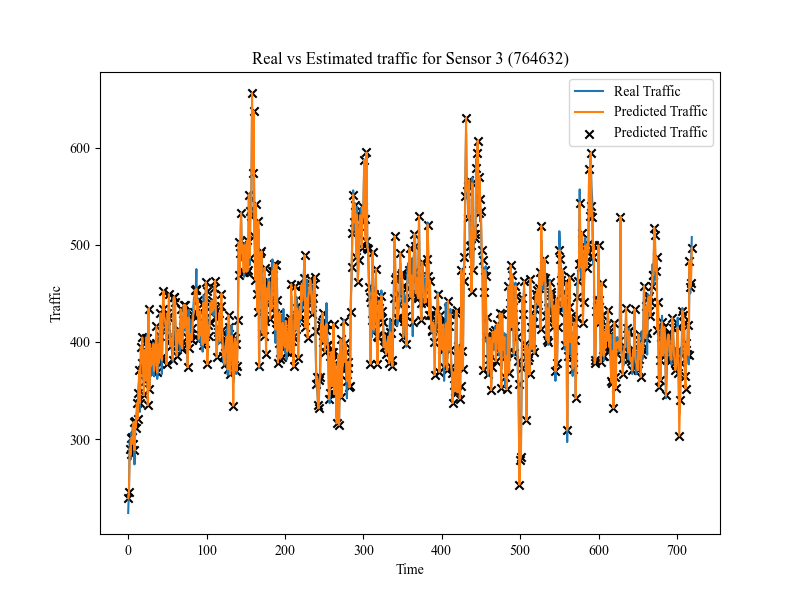 Real vs Estimated traffic for Sensor 3 (764632)
Real Traffic
Predicted Traffic
Predicted Traffic
600
500
400
300
Traffic
0 100 200 300 400 500 600 700
Time